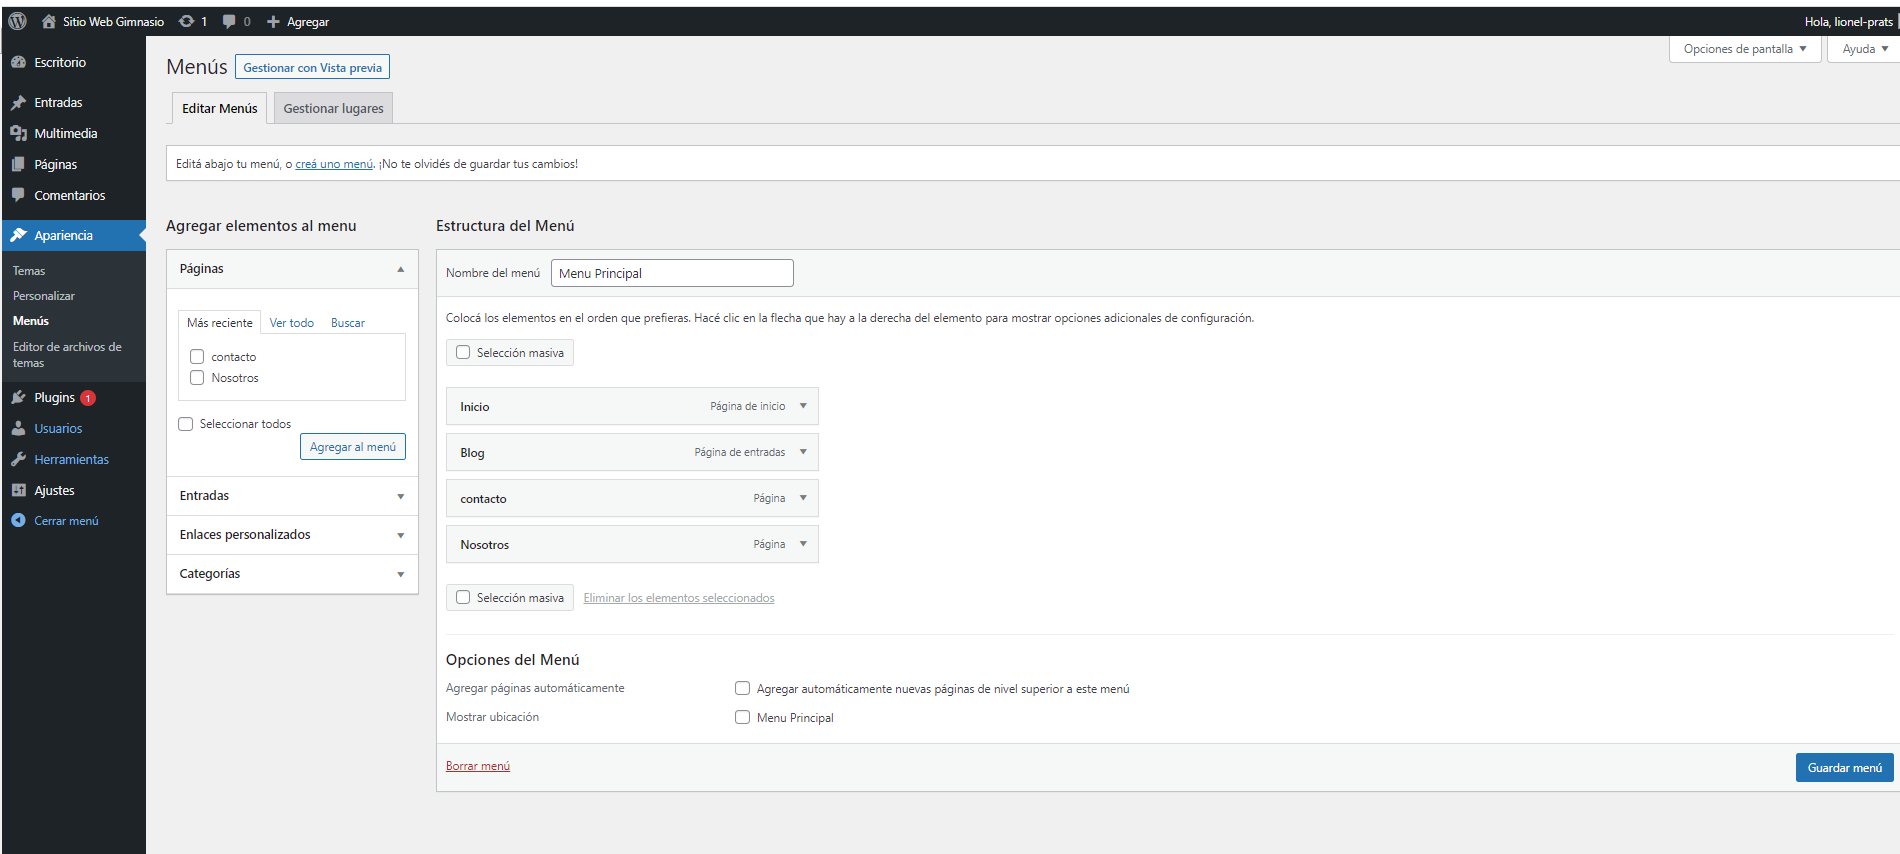 Sitio Web Gimnasio 1 0 Agregar Hola, lionel-prats
Escritorio
Entradas
Multimedia
Páginas
Comentarios
Apariencia
Temas
Personalizar
Menús
Editor de archivos de
temas
Plugins 1
Usuarios
Herramientas
Ajustes
Cerrar menú
Opciones de pantalla
Ayuda
Menús Gestionar con Vista previa
Editar Menús Gestionar lugares
Editá abajo tu menú, o creá uno menú. ¡No te olvidés de guardar tus cambios!
Agregar elementos al menu
Páginas
Más reciente Ver todo Buscar
contacto
Nosotros
Seleccionar todos
Agregar al menú
Entradas
Enlaces personalizados
Categorías
Estructura del Menú
Nombre del menú Menu Principal
Colocá los elementos en el orden que prefieras. Hacé clic en la flecha que hay a la derecha del elemento para mostrar opciones adicionales de configuración.
Selección masiva
Inicio Página de inicio
Blog Página de entradas
contacto Página
Nosotros Página
Selección masiva Eliminar los elementos seleccionados
Opciones del Menú
Agregar páginas automáticamente Agregar automáticamente nuevas páginas de nivel superior a este menú
Mostrar ubicación Menu Principal
Borrar menú Guardar menú